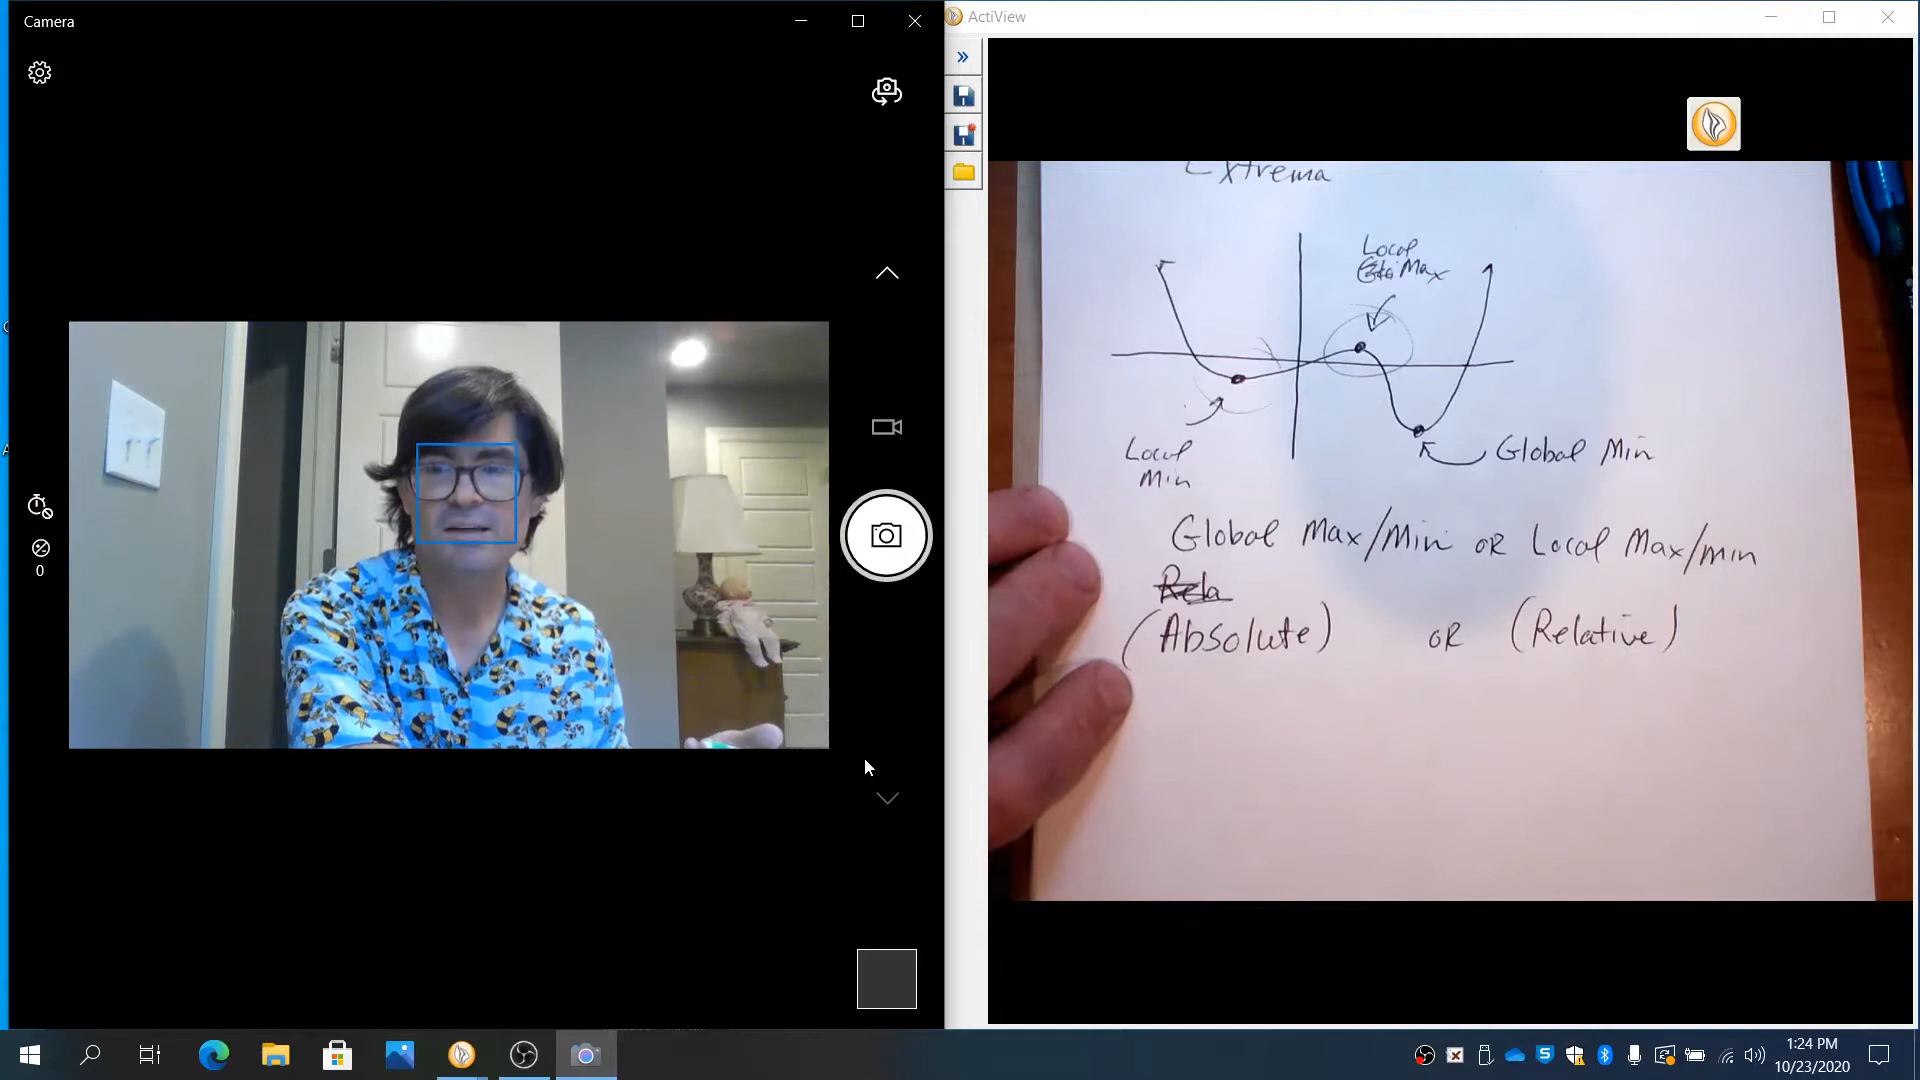 Camera
0
ActiView
Extrema
Local
Max
Local
Min
Global Min
Global Max/Min OR Local Max/min
Rela
(Absolute) OR (Relative)
1:24 PM
10/23/2020